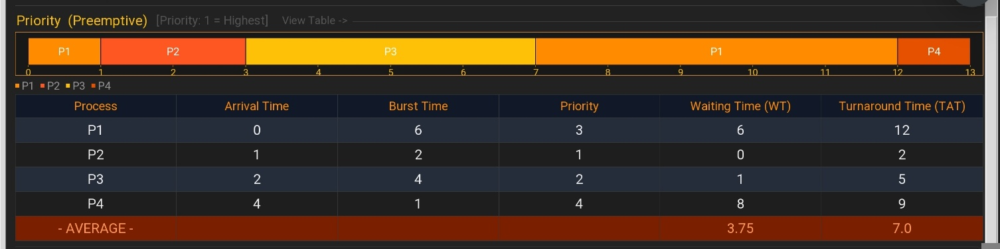 Priority (Preemptive) [Priority: 1 = Highest] View Table ->
P1 P2 P3 P1 P4
0 1 2 3 4 5 6 7 8 9 10 11 12 13
P1 P2 P3 P4
Process Arrival Time Burst Time Priority Waiting Time (WT) Turnaround Time (TAT)
P1 0 6 3 6 12
P2 1 2 1 0 2
P3 2 4 2 1 5
P4 4 1 4 8 9
- AVERAGE - 3.75 7.0